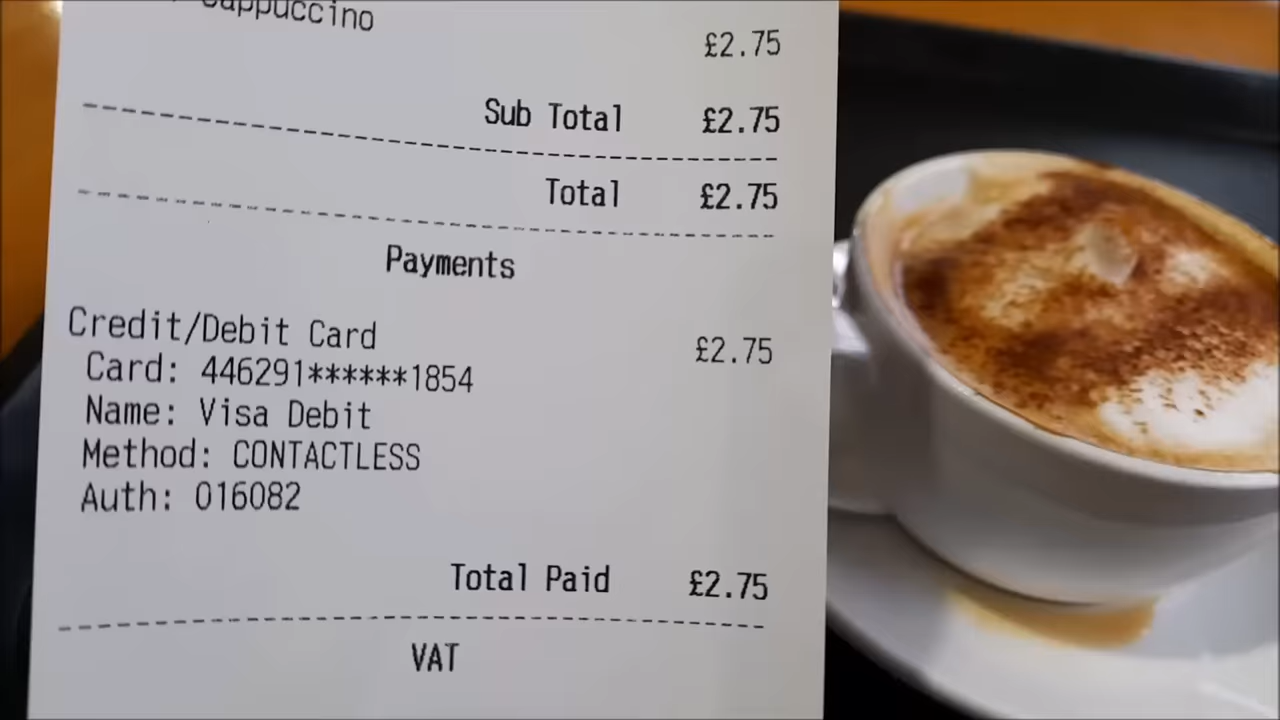 Cappuccino
£2.75
Sub Total £2.75
Total £2.75
Payments
Credit/Debit Card £2.75
Card: 446291******1854
Name: Visa Debit
Method: CONTACTLESS
Auth: 016082
Total Paid £2.75
VAT